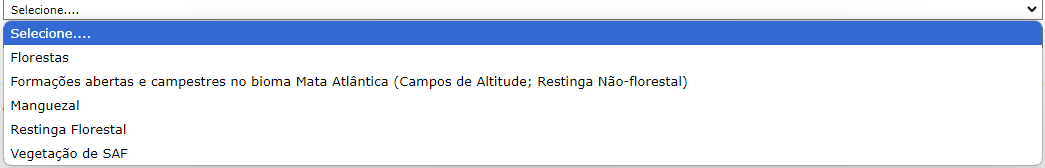 Selecione....
Selecione....
Florestas
Formações abertas e campestres no bioma Mata Atlântica (Campos de Altitude; Restinga Não-florestal)
Manguezal
Restinga Florestal
Vegetação de SAF